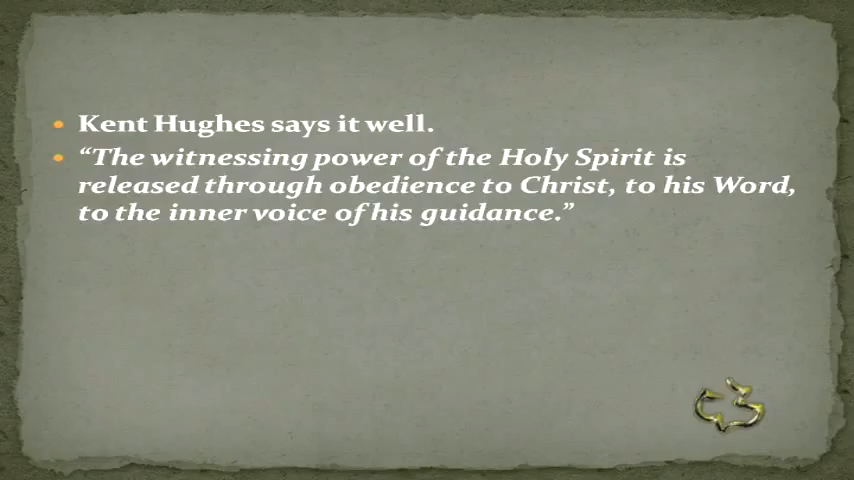 Kent Hughes says it well.
“The witnessing power of the Holy Spirit is
released through obedience to Christ, to his Word,
to the inner voice of his guidance.”